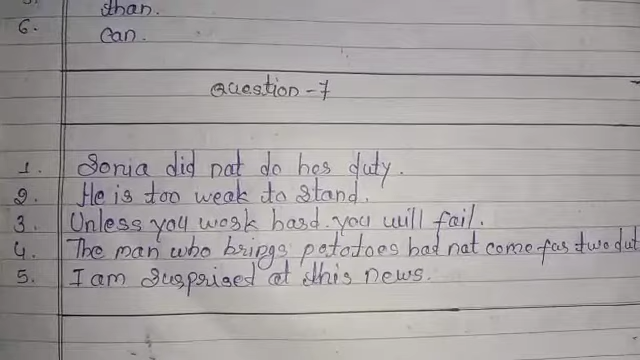 than.
6. can.
Question-7
1. Sonia did not do her duty.
2. He is too weak to stand.
3. Unless you work hard. you will fail.
4. The man who brings potatoes had not come for two dut
5. I am surprised at this news.